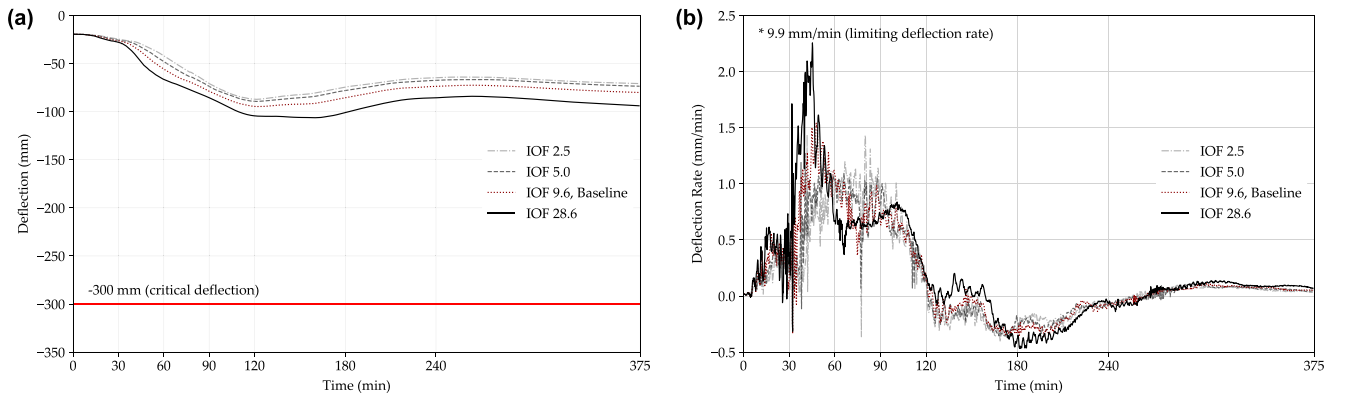 (a)
0
−50
−100
−150
−200
−250
−300
−350
Deflection (mm)
IOF 2.5
IOF 5.0
IOF 9.6, Baseline
IOF 28.6
-300 mm (critical deflection)
0 30 60 90 120 180 240 375
Time (min)
(b)
2.5
2.0
1.5
1.0
0.5
0.0
−0.5
Deflection Rate (mm/min)
* 9.9 mm/min (limiting deflection rate)
IOF 2.5
IOF 5.0
IOF 9.6, Baseline
IOF 28.6
0 30 60 90 120 180 240 375
Time (min)